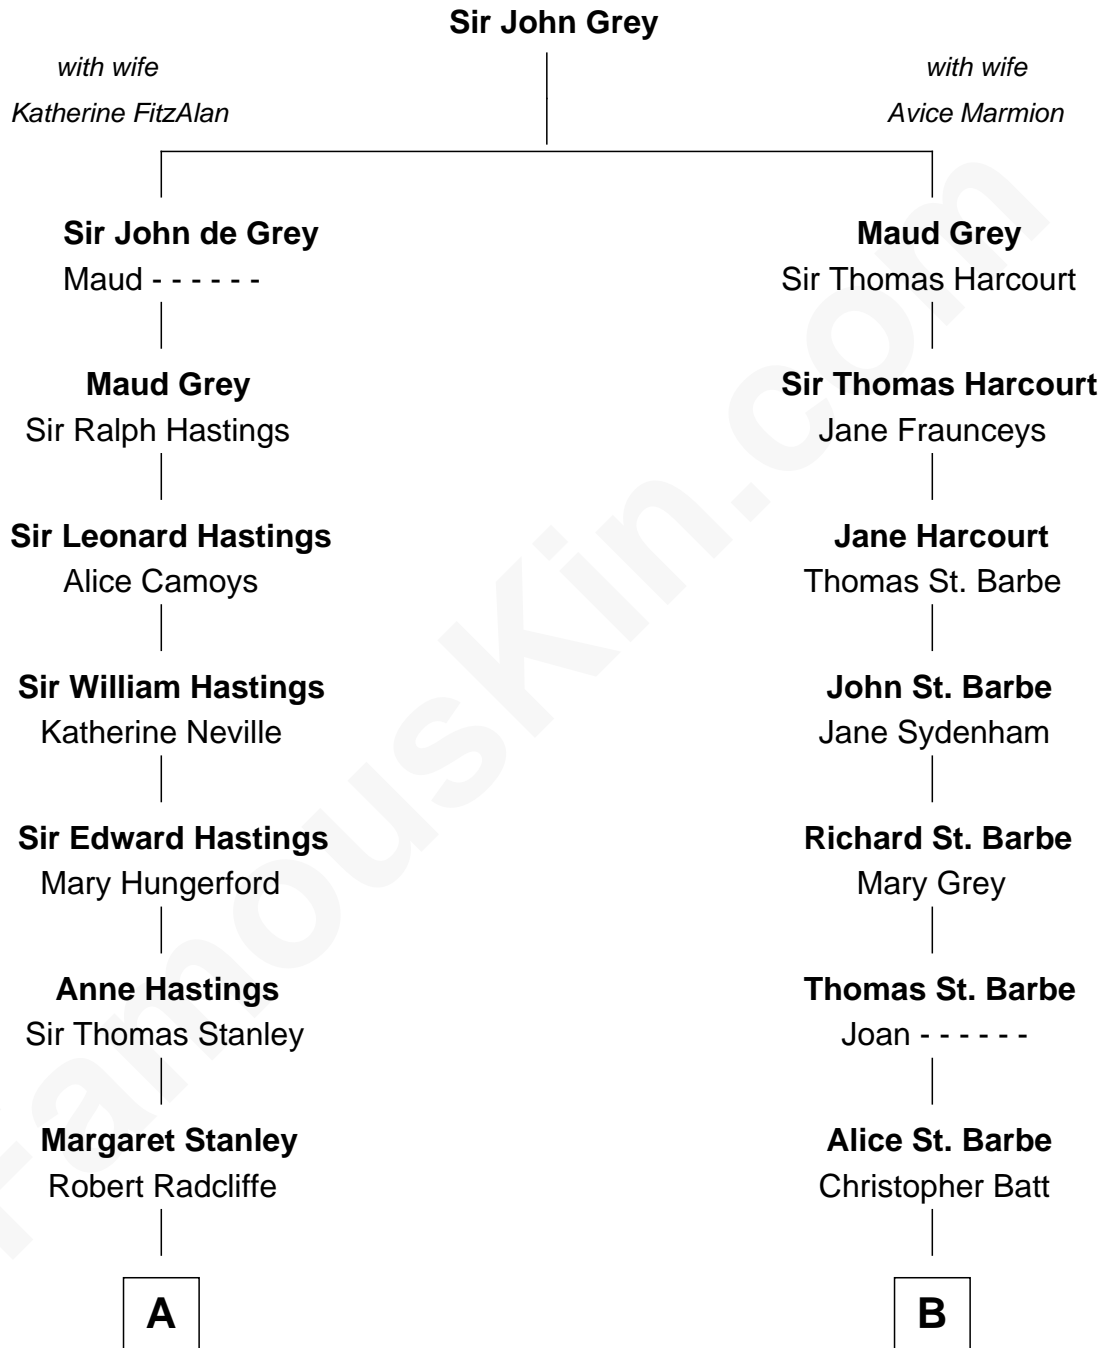 Sir John Grey
with wife
Katherine FitzAlan
with wife
Avice Marmion
Sir John de Grey
Maud - - - - - -
Maud Grey
Sir Thomas Harcourt
Maud Grey
Sir Ralph Hastings
Sir Thomas Harcourt
Jane Fraunceys
Sir Leonard Hastings
Alice Camoys
Jane Harcourt
Thomas St. Barbe
Sir William Hastings
Katherine Neville
John St. Barbe
Jane Sydenham
Sir Edward Hastings
Mary Hungerford
Richard St. Barbe
Mary Grey
Anne Hastings
Sir Thomas Stanley
Thomas St. Barbe
Joan - - - - - -
Margaret Stanley
Robert Radcliffe
Alice St. Barbe
Christopher Batt
A
B
FamousKin.com